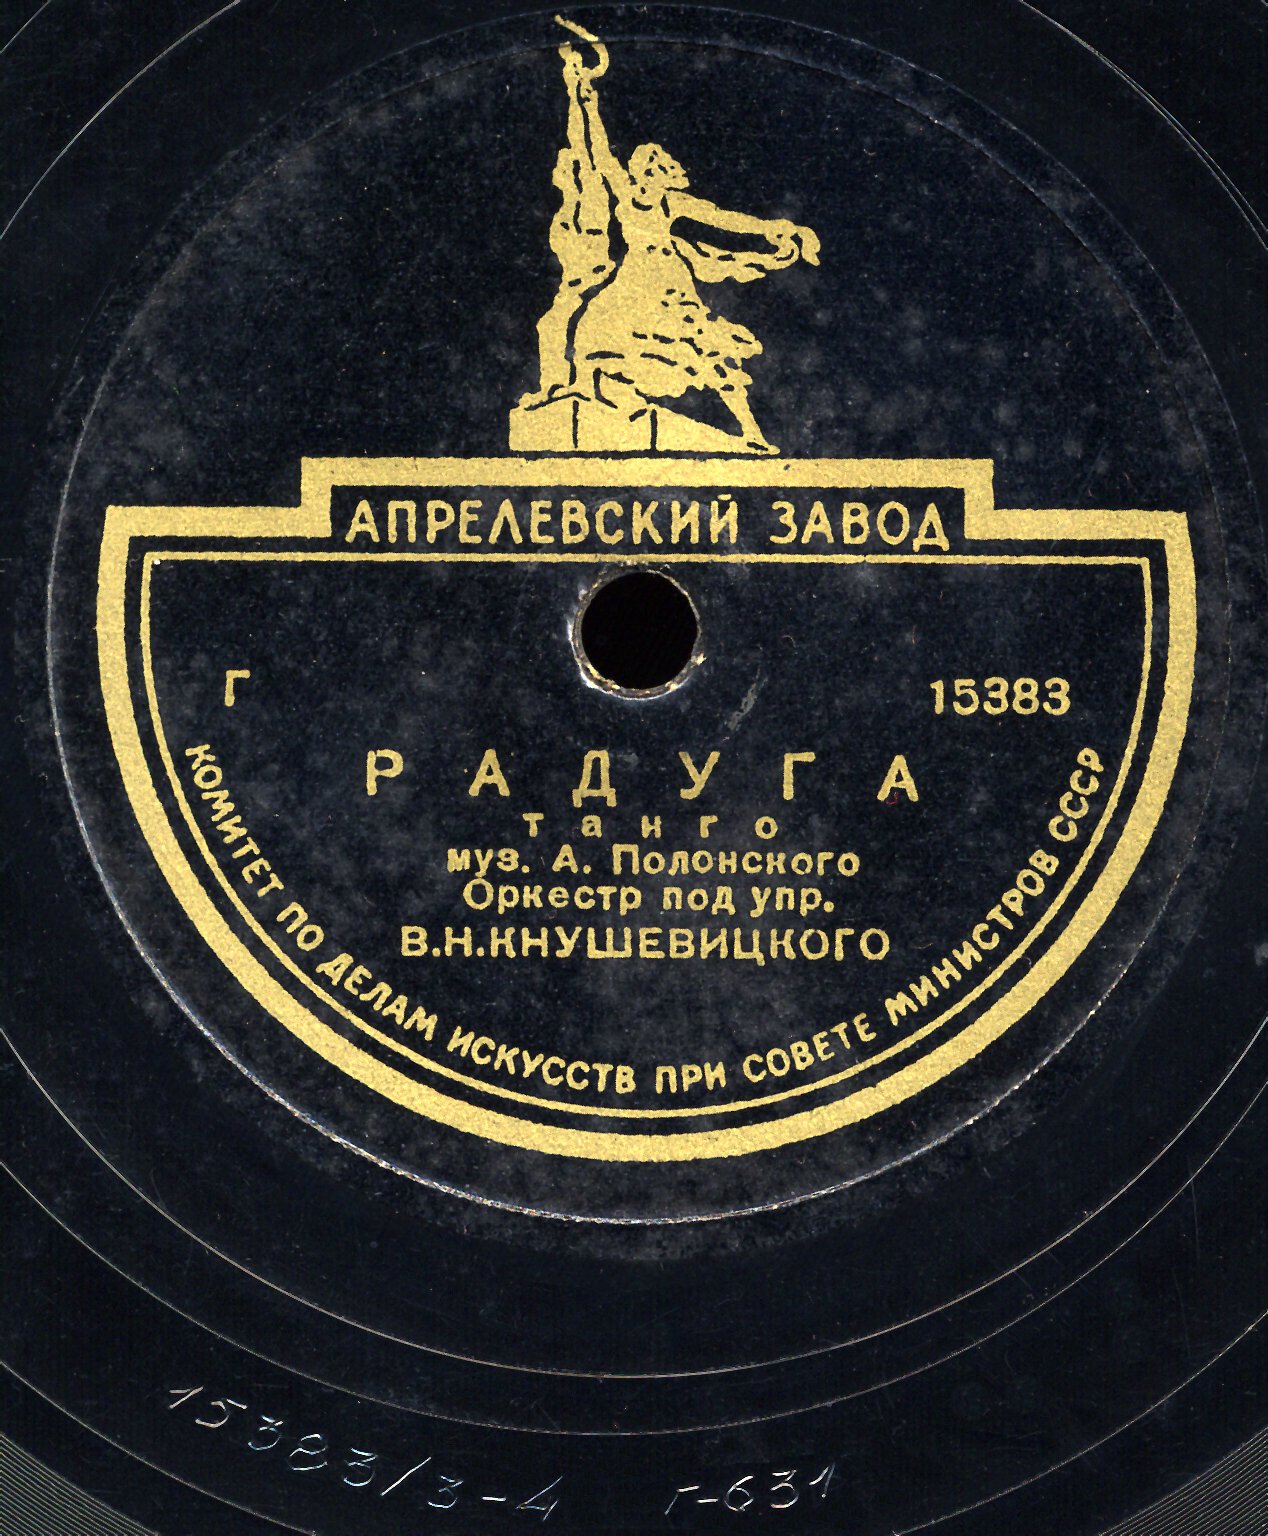 АПРЕЛЕВСКИЙ ЗАВОД
Г 15383
РАДУГА
танго
муз. А. Полонского
Оркестр под упр.
В.Н.КНУШЕВИЦКОГО
КОМИТЕТ ПО ДЕЛАМ ИСКУССТВ ПРИ СОВЕТЕ МИНИСТРОВ СССР
15383/3-4 Г-631